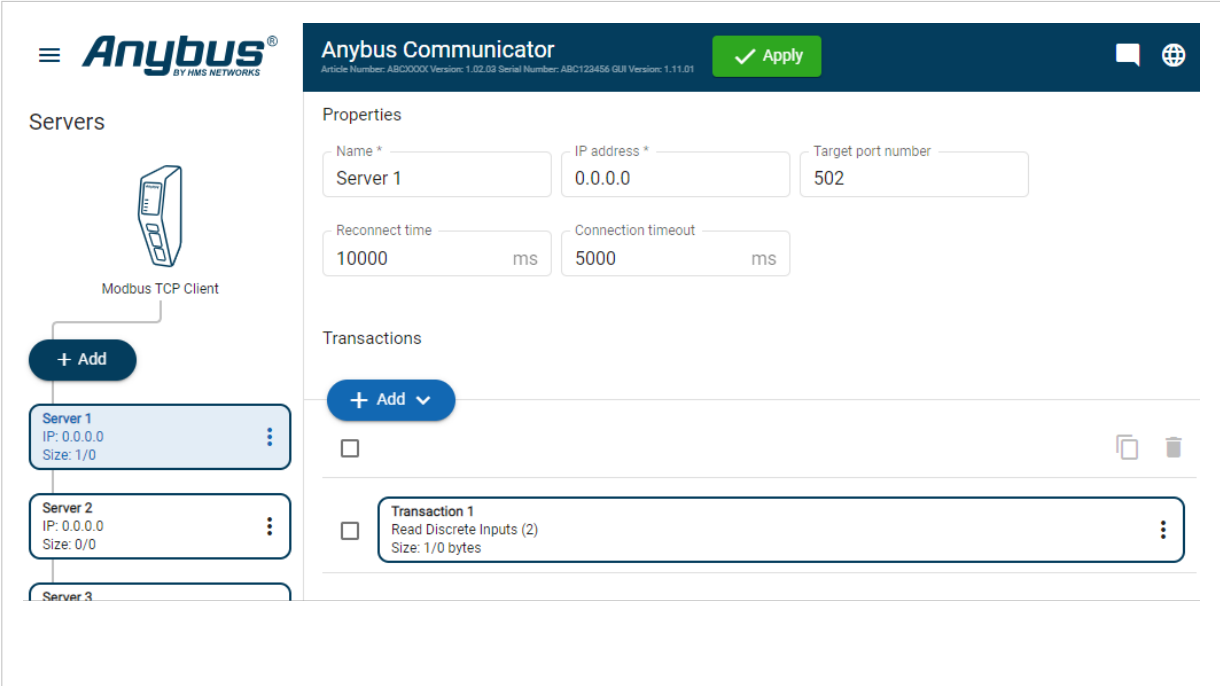 Anybus®
BY HMS NETWORKS
Anybus Communicator
Article Number: ABCXXXX Version: 1.02.03 Serial Number: ABC123456 GUI Version: 1.11.01
Apply
Servers
Modbus TCP Client
+ Add
Server 1
IP: 0.0.0.0
Size: 1/0
Server 2
IP: 0.0.0.0
Size: 0/0
Server 3
Properties
Name *
Server 1
IP address *
0.0.0.0
Target port number
502
Reconnect time
10000 ms
Connection timeout
5000 ms
Transactions
+ Add
Transaction 1
Read Discrete Inputs (2)
Size: 1/0 bytes